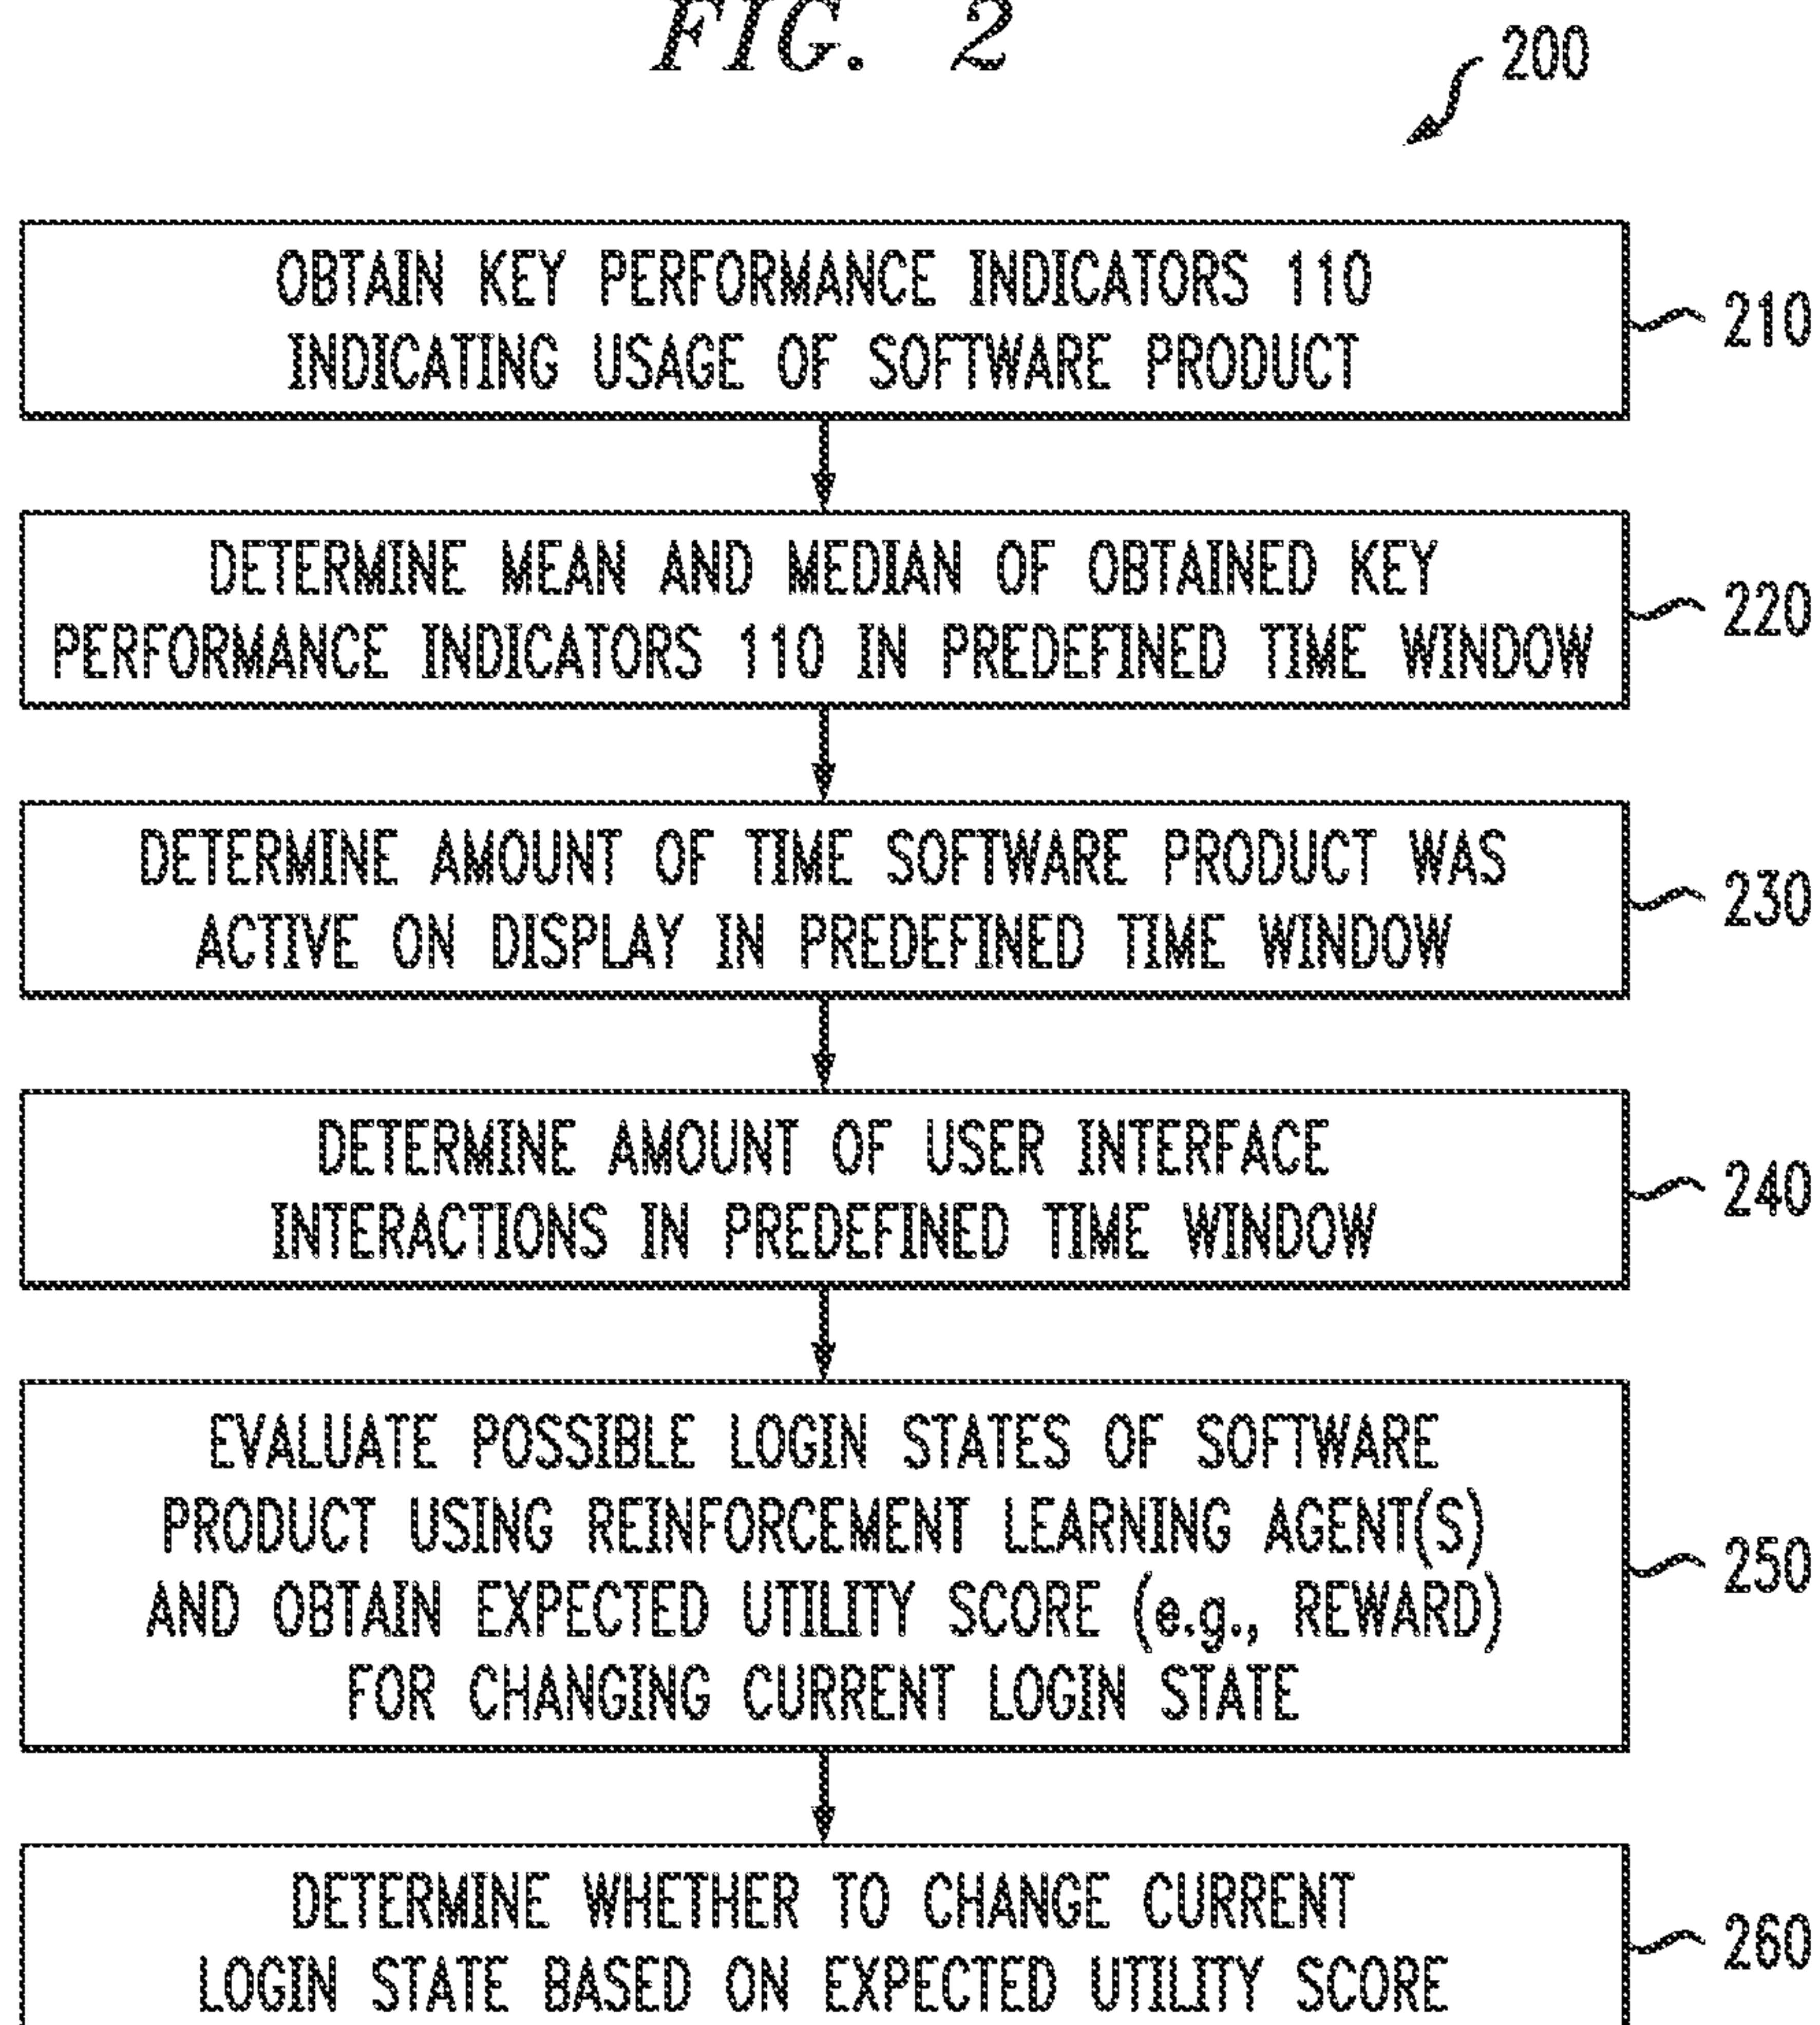 FIG. 2
200
OBTAIN KEY PERFORMANCE INDICATORS 110
INDICATING USAGE OF SOFTWARE PRODUCT
210
DETERMINE MEAN AND MEDIAN OF OBTAINED KEY
PERFORMANCE INDICATORS 110 IN PREDEFINED TIME WINDOW
220
DETERMINE AMOUNT OF TIME SOFTWARE PRODUCT WAS
ACTIVE ON DISPLAY IN PREDEFINED TIME WINDOW
230
DETERMINE AMOUNT OF USER INTERFACE
INTERACTIONS IN PREDEFINED TIME WINDOW
240
EVALUATE POSSIBLE LOGIN STATES OF SOFTWARE
PRODUCT USING REINFORCEMENT LEARNING AGENT(S)
AND OBTAIN EXPECTED UTILITY SCORE (e.g., REWARD)
FOR CHANGING CURRENT LOGIN STATE
250
DETERMINE WHETHER TO CHANGE CURRENT
LOGIN STATE BASED ON EXPECTED UTILITY SCORE
260